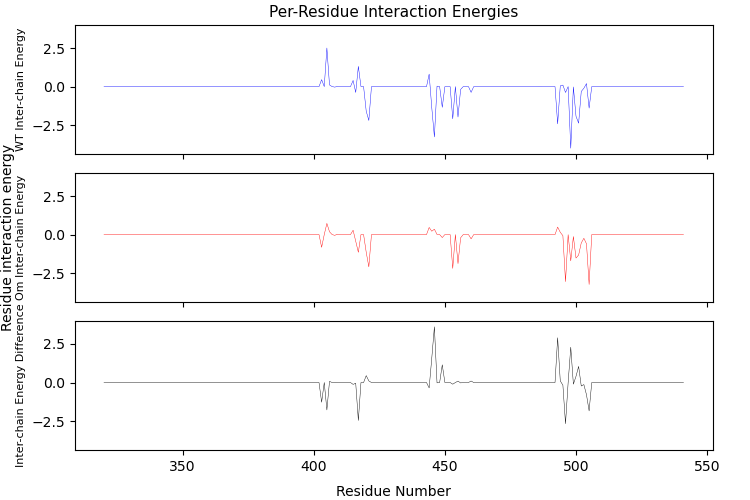 Per-Residue Interaction Energies
Residue interaction energy
WT Inter-chain Energy
2.5
0.0
−2.5
Om Inter-chain Energy
2.5
0.0
−2.5
Inter-chain Energy Difference
2.5
0.0
−2.5
350
400
450
500
550
Residue Number